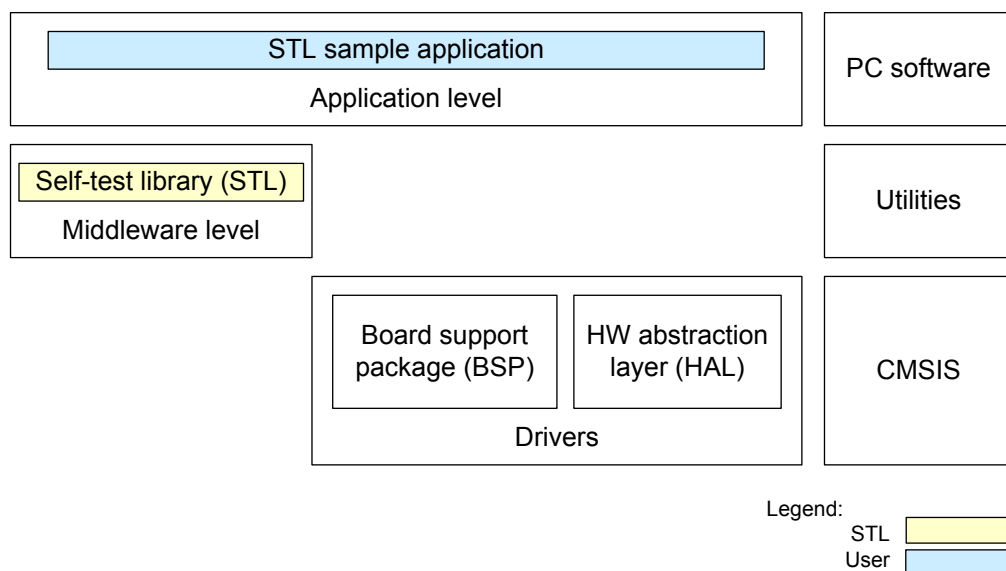 STL sample application
Application level
PC software
Self-test library (STL)
Middleware level
Utilities
Board support
package (BSP)
HW abstraction
layer (HAL)
Drivers
CMSIS
Legend:
STL
User